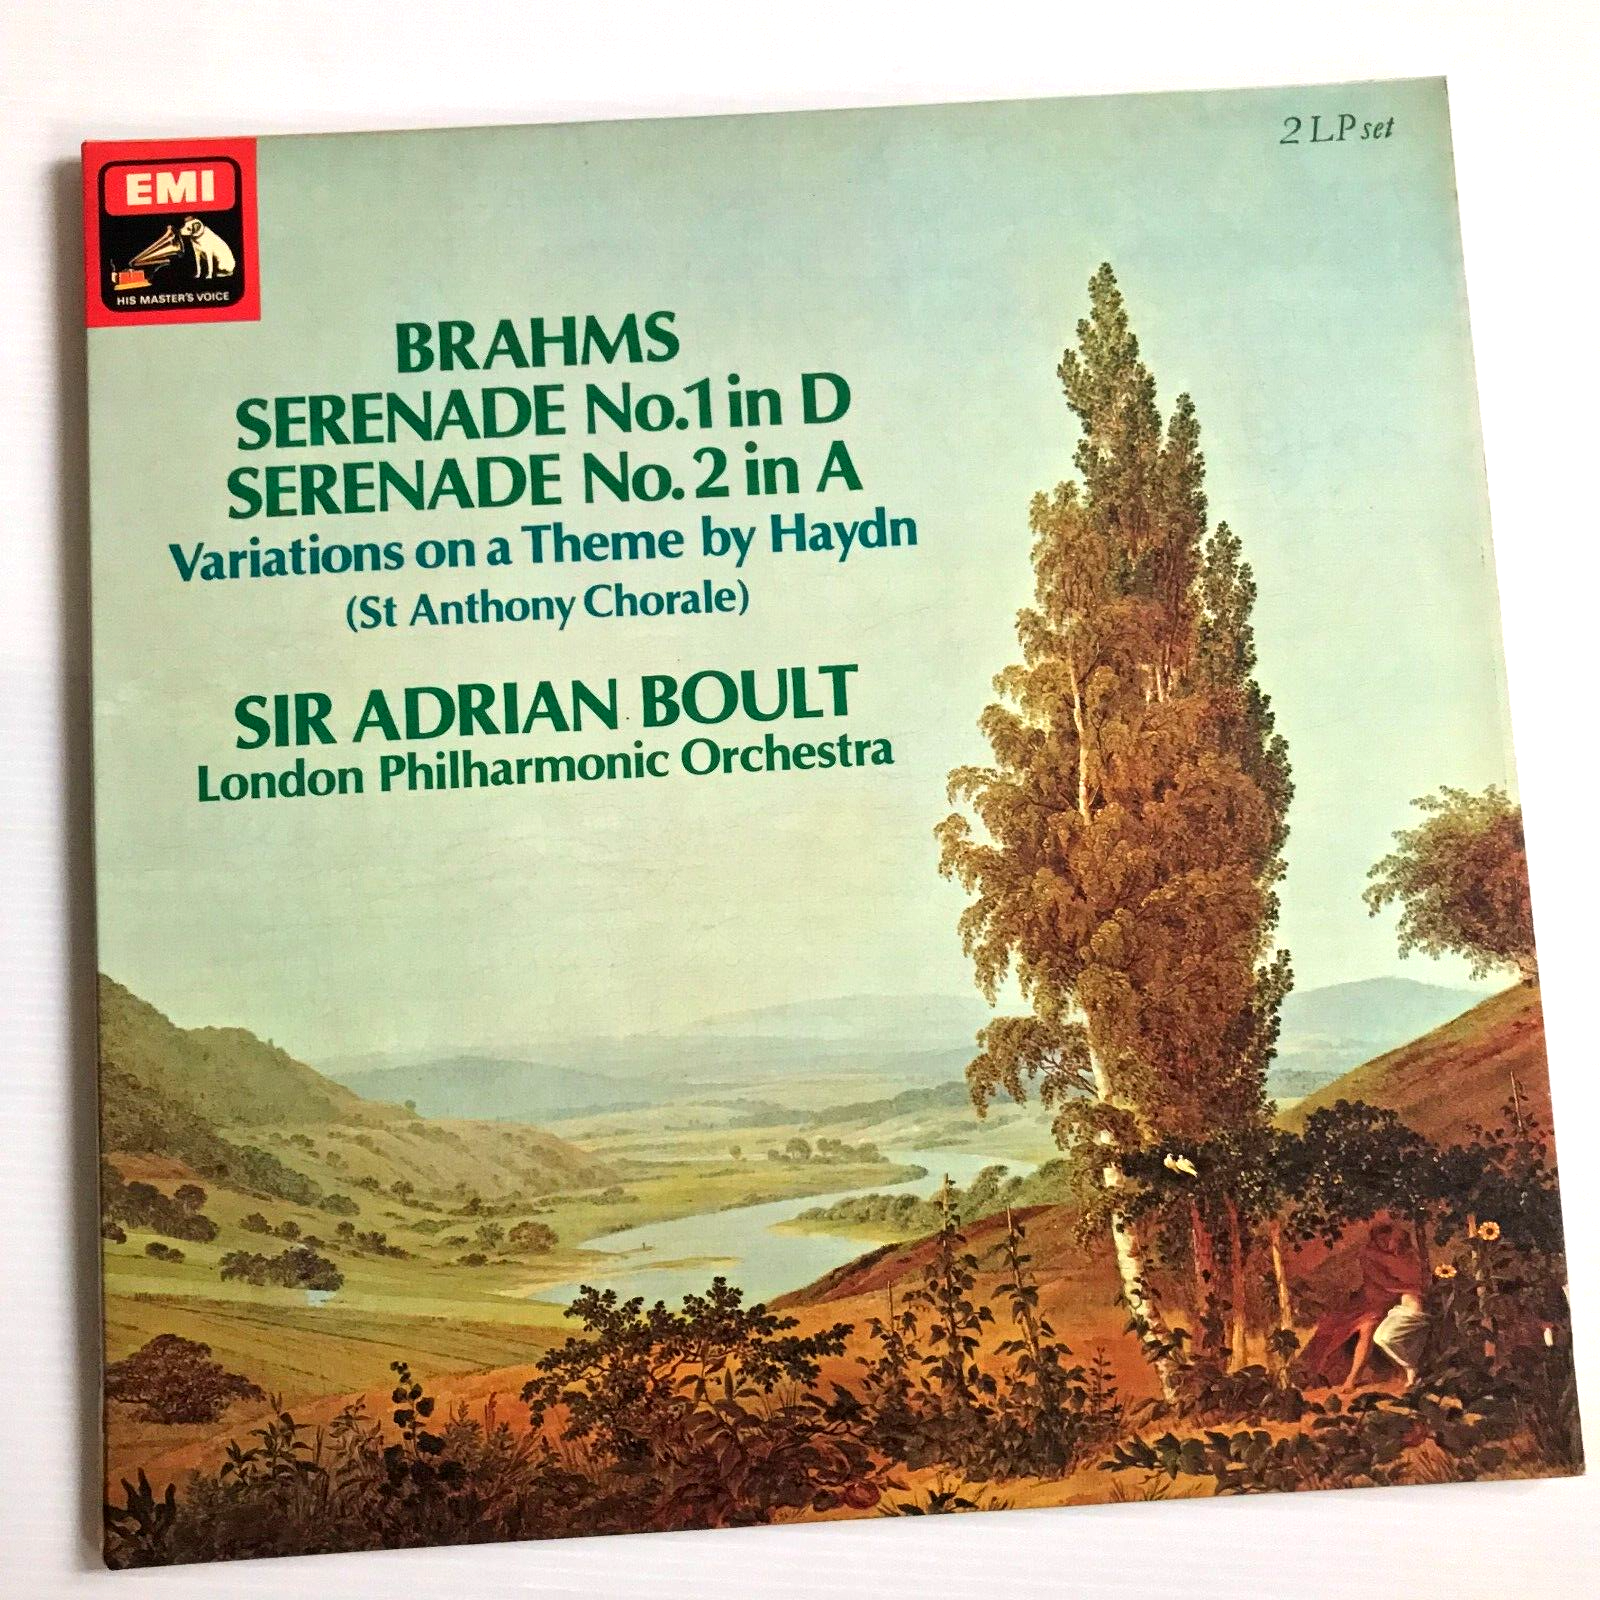 2 LP set
EMI
HIS MASTER'S VOICE
BRAHMS
SERENADE No.1 in D
SERENADE No.2 in A
Variations on a Theme by Haydn
(St Anthony Chorale)
SIR ADRIAN BOULT
London Philharmonic Orchestra